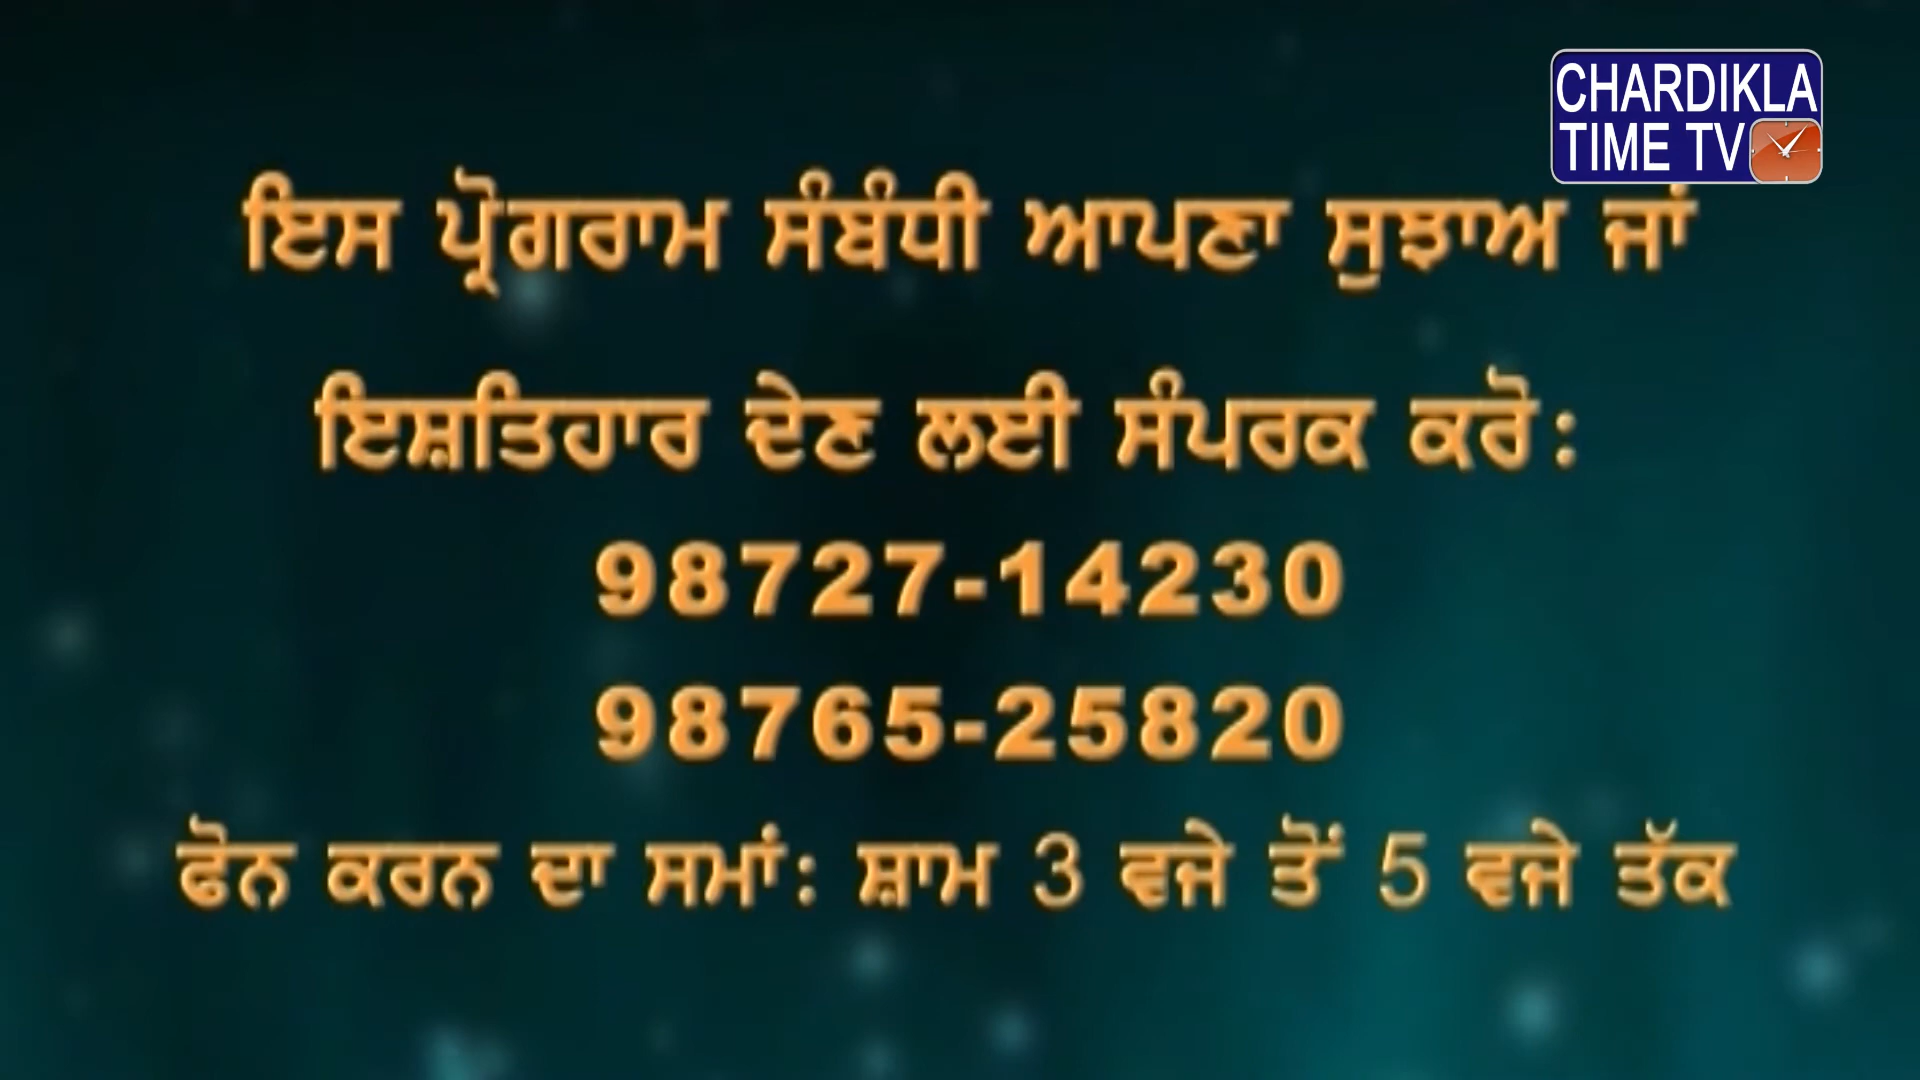 CHARDIKLA
TIME TV
ਇਸ ਪ੍ਰੋਗਰਾਮ ਸੰਬੰਧੀ ਆਪਣਾ ਸੁਝਾਅ ਜਾਂ
ਇਸ਼ਤਿਹਾਰ ਦੇਣ ਲਈ ਸੰਪਰਕ ਕਰੋ:
98727-14230
98765-25820
ਫੋਨ ਕਰਨ ਦਾ ਸਮਾਂ: ਸ਼ਾਮ 3 ਵਜੇ ਤੋਂ 5 ਵਜੇ ਤੱਕ